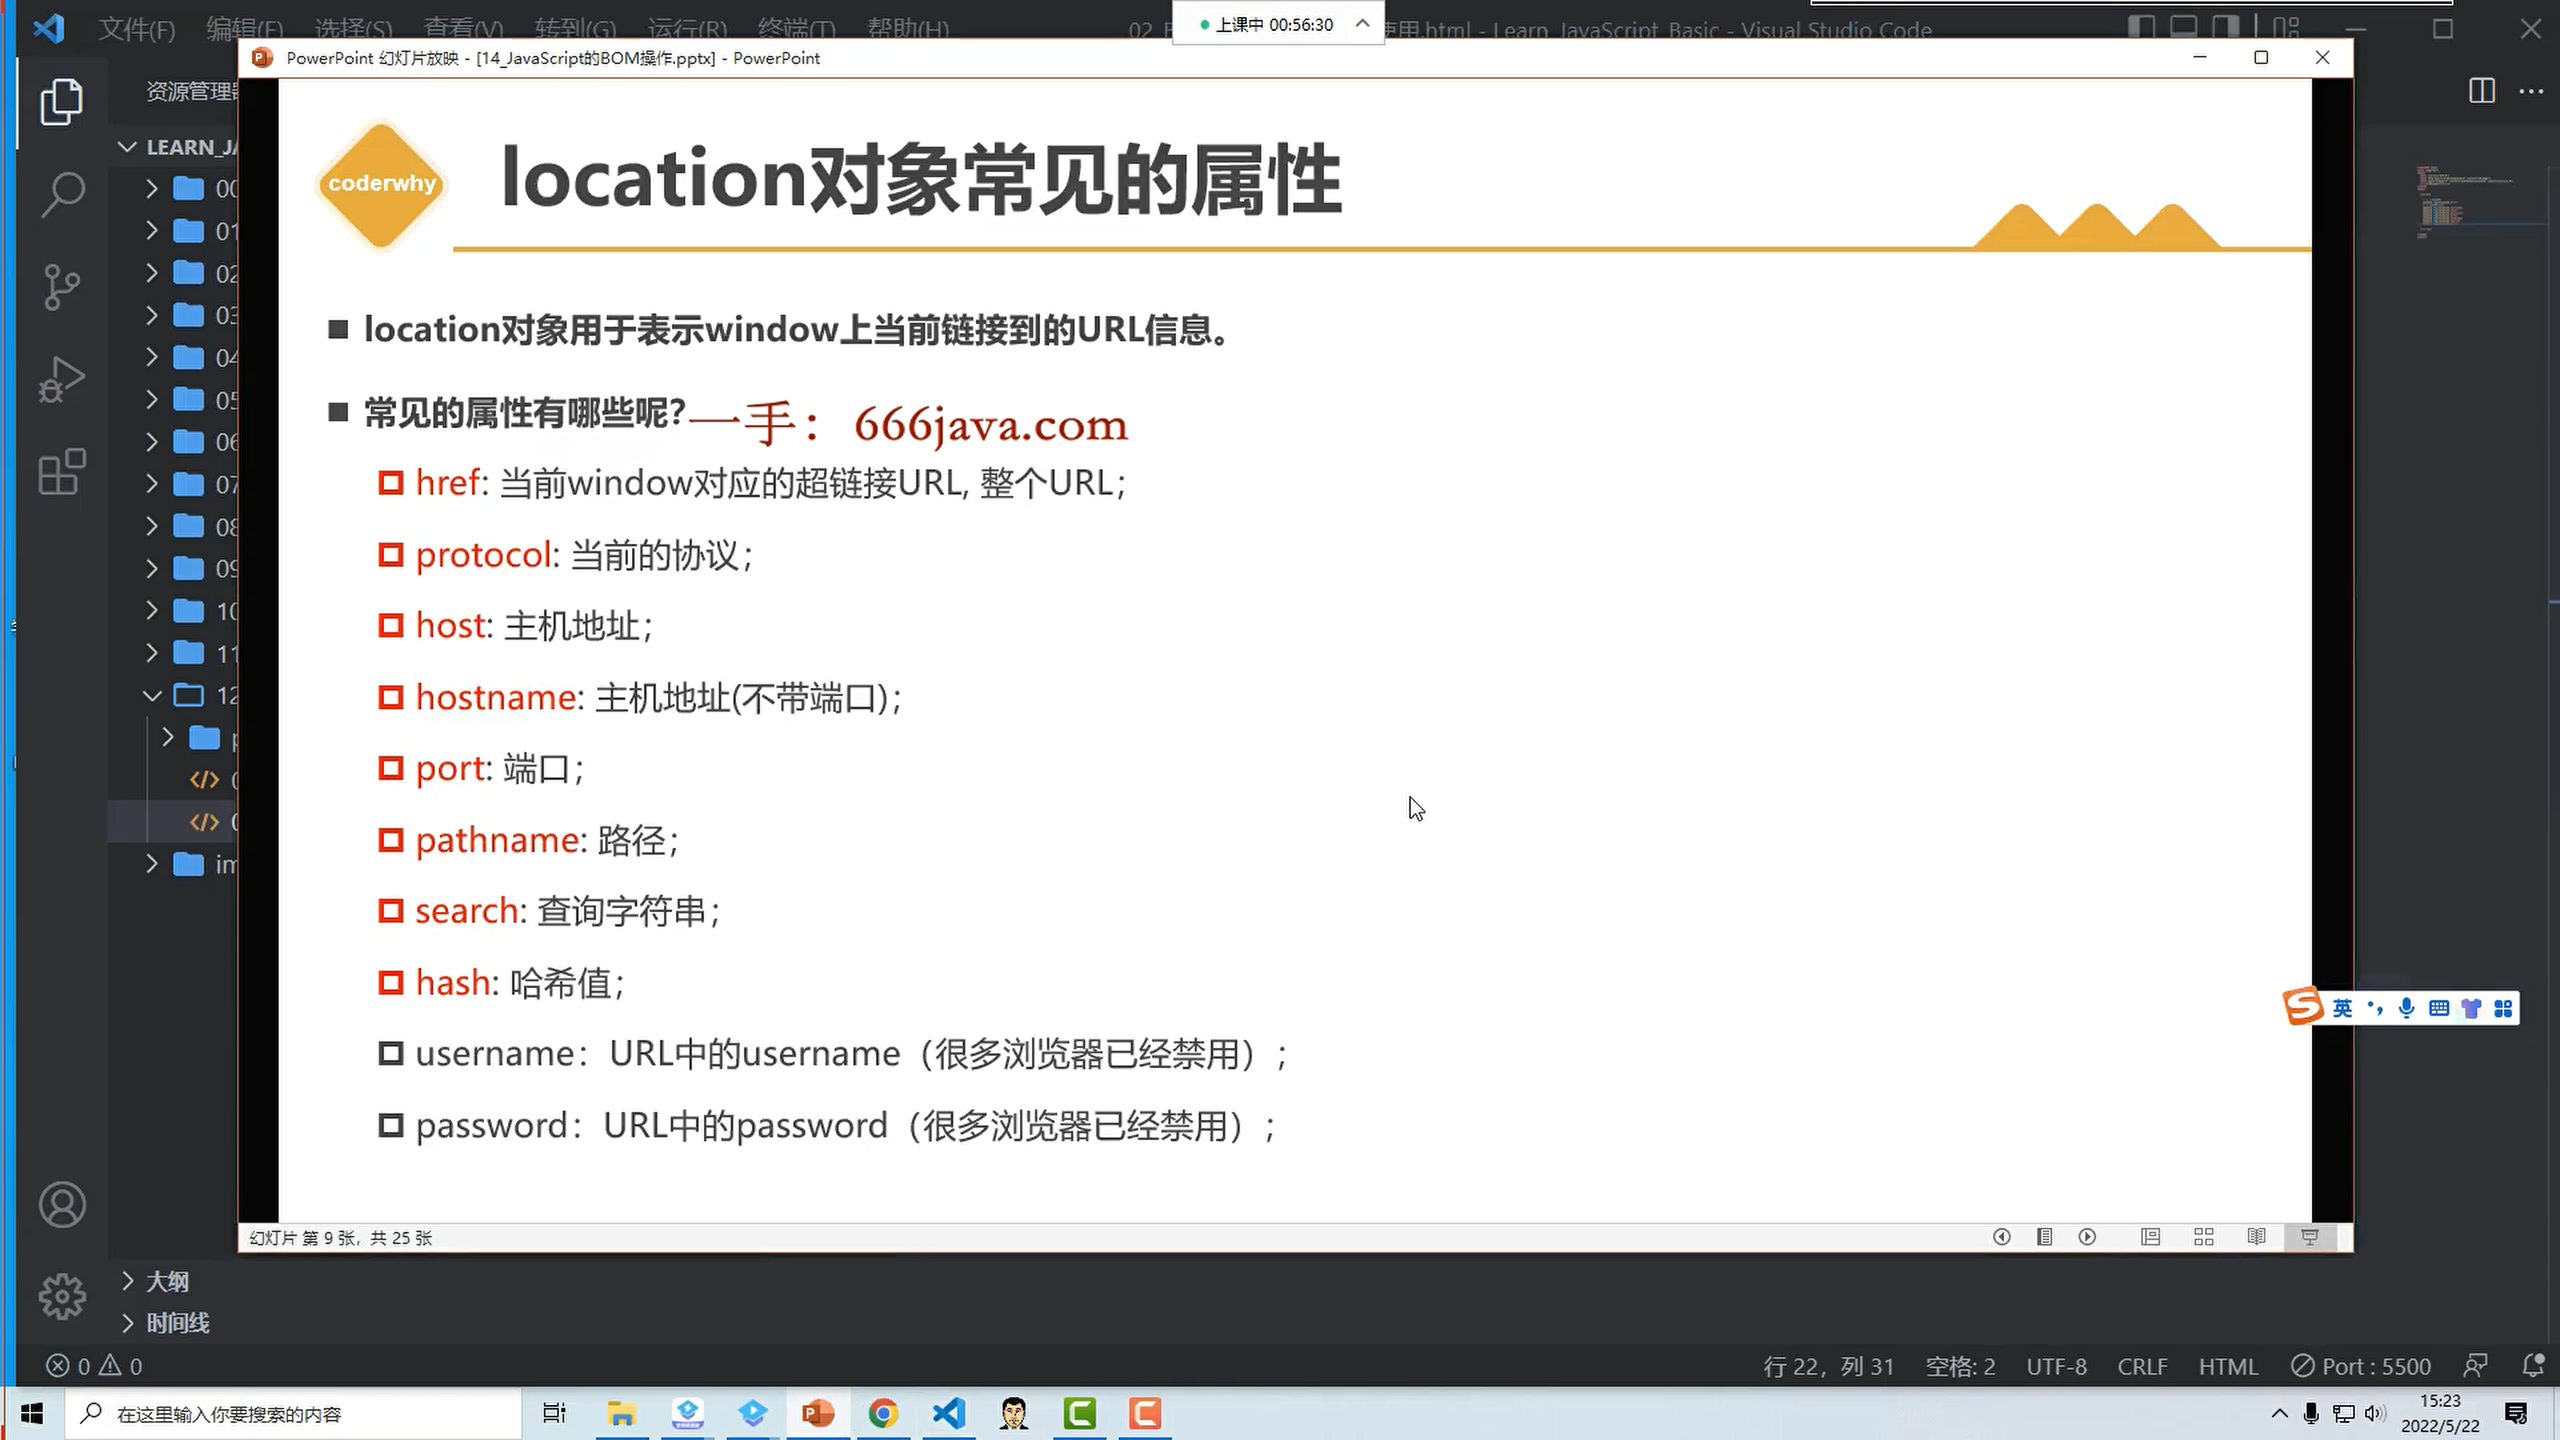 文件(F) 编辑(E) 选择(S) 查看(V) 转到(G) 运行(R) 终端(T) 帮助(H)
使用.html - Learn_JavaScript_Basic - Visual Studio Code
上课中 00:56:30
PowerPoint 幻灯片放映 - [14_JavaScript的BOM操作.pptx] - PowerPoint
资源管理器
LEARN_JA
00
01
02
03
04
05
06
07
08
09
10
11
12
im
coderwhy
location对象常见的属性
location对象用于表示window上当前链接到的URL信息。
常见的属性有哪些呢?
一手： 666java.com
href: 当前window对应的超链接URL, 整个URL；
protocol: 当前的协议；
host: 主机地址；
hostname: 主机地址(不带端口)；
port: 端口；
pathname: 路径；
search: 查询字符串；
hash: 哈希值；
username：URL中的username（很多浏览器已经禁用）；
password：URL中的password（很多浏览器已经禁用）；
英
幻灯片 第 9 张，共 25 张
大纲
时间线
0 0
行 22，列 31 空格: 2 UTF-8 CRLF HTML Port : 5500
在这里输入你要搜索的内容
15:23
2022/5/22